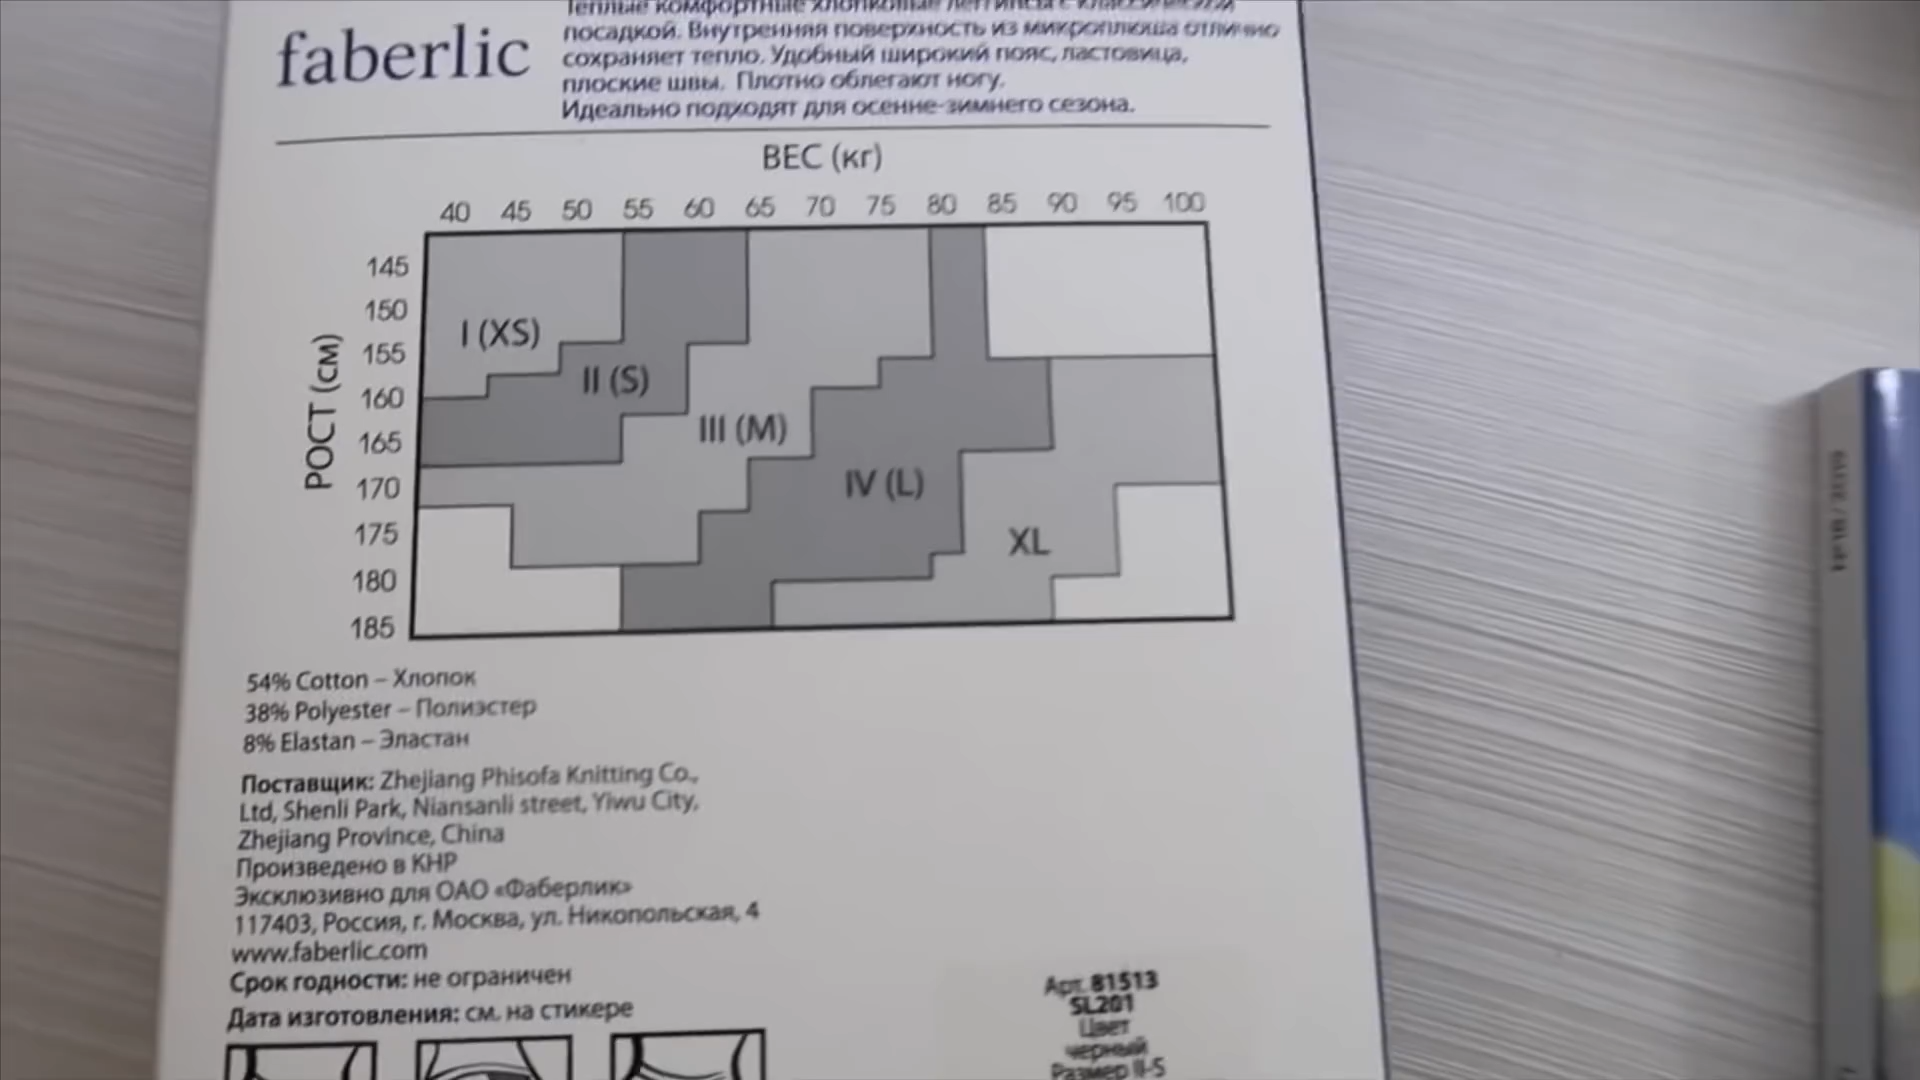 faberlic
Теплые комфортные хлопковые леггинсы с классической
посадкой. Внутренняя поверхность из микроплюша отлично
сохраняет тепло. Удобный широкий пояс, ластовица,
плоские швы. Плотно облегают ногу.
Идеально подходят для осенне-зимнего сезона.
ВЕС (кг)
40 45 50 55 60 65 70 75 80 85 90 95 100
РОСТ (см)
145
150
155
160
165
170
175
180
185
I (XS)
II (S)
III (M)
IV (L)
XL
54% Cotton – Хлопок
38% Polyester – Полиэстер
8% Elastan – Эластан
Поставщик: Zhejiang Phisofa Knitting Co.,
Ltd, Shenli Park, Niansanli street, Yiwu City,
Zhejiang Province, China
Произведено в КНР
Эксклюзивно для ОАО «Фаберлик»
117403, Россия, г. Москва, ул. Никопольская, 4
www.faberlic.com
Срок годности: не ограничен
Дата изготовления: см. на стикере
Арт. 81513
SL201
Цвет
черный
Размер II-S